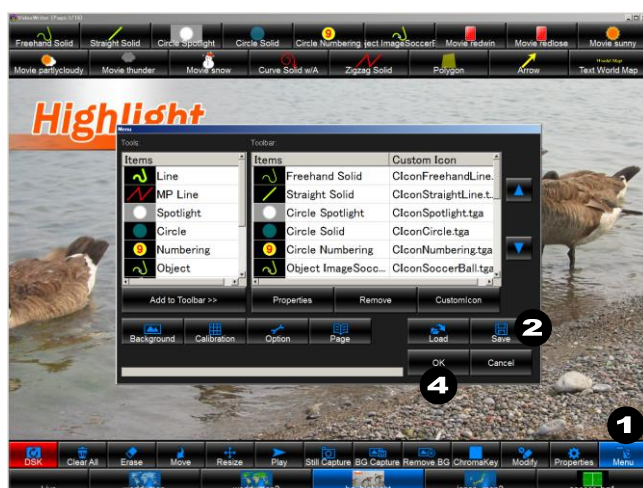 VideoWriter (Page:1/16)
Freehand Solid Straight Solid Circle Spotlight Circle Solid Circle Numbering ject ImageSoccerE Movie redwin Movie redlose Movie sunny
Movie partlycloudy Movie thunder Movie snow Curve Solid w/A Zigzag Solid Polygon Arrow Text World Map
Highlight
Menu
Tools: Toolbar:
Items Items Custom Icon
Line Freehand Solid CIconFreehandLine.
MP Line Straight Solid CIconStraightLine.t.
Spotlight Circle Spotlight CIconSpotlight.tga
Circle Circle Solid CIconCircle.tga
9 Numbering 9 Circle Numbering CIconNumbering.tga
Object Object ImageSocc... CIconSoccerBall.tga
Add to Toolbar >> Properties Remove CustomIcon
Background Calibration Option Page Load Save 2
OK Cancel
4
1
DSK Clear All Erase Move Resize Play Still Capture BG Capture Remove BG ChromaKey Modify Properties Menu